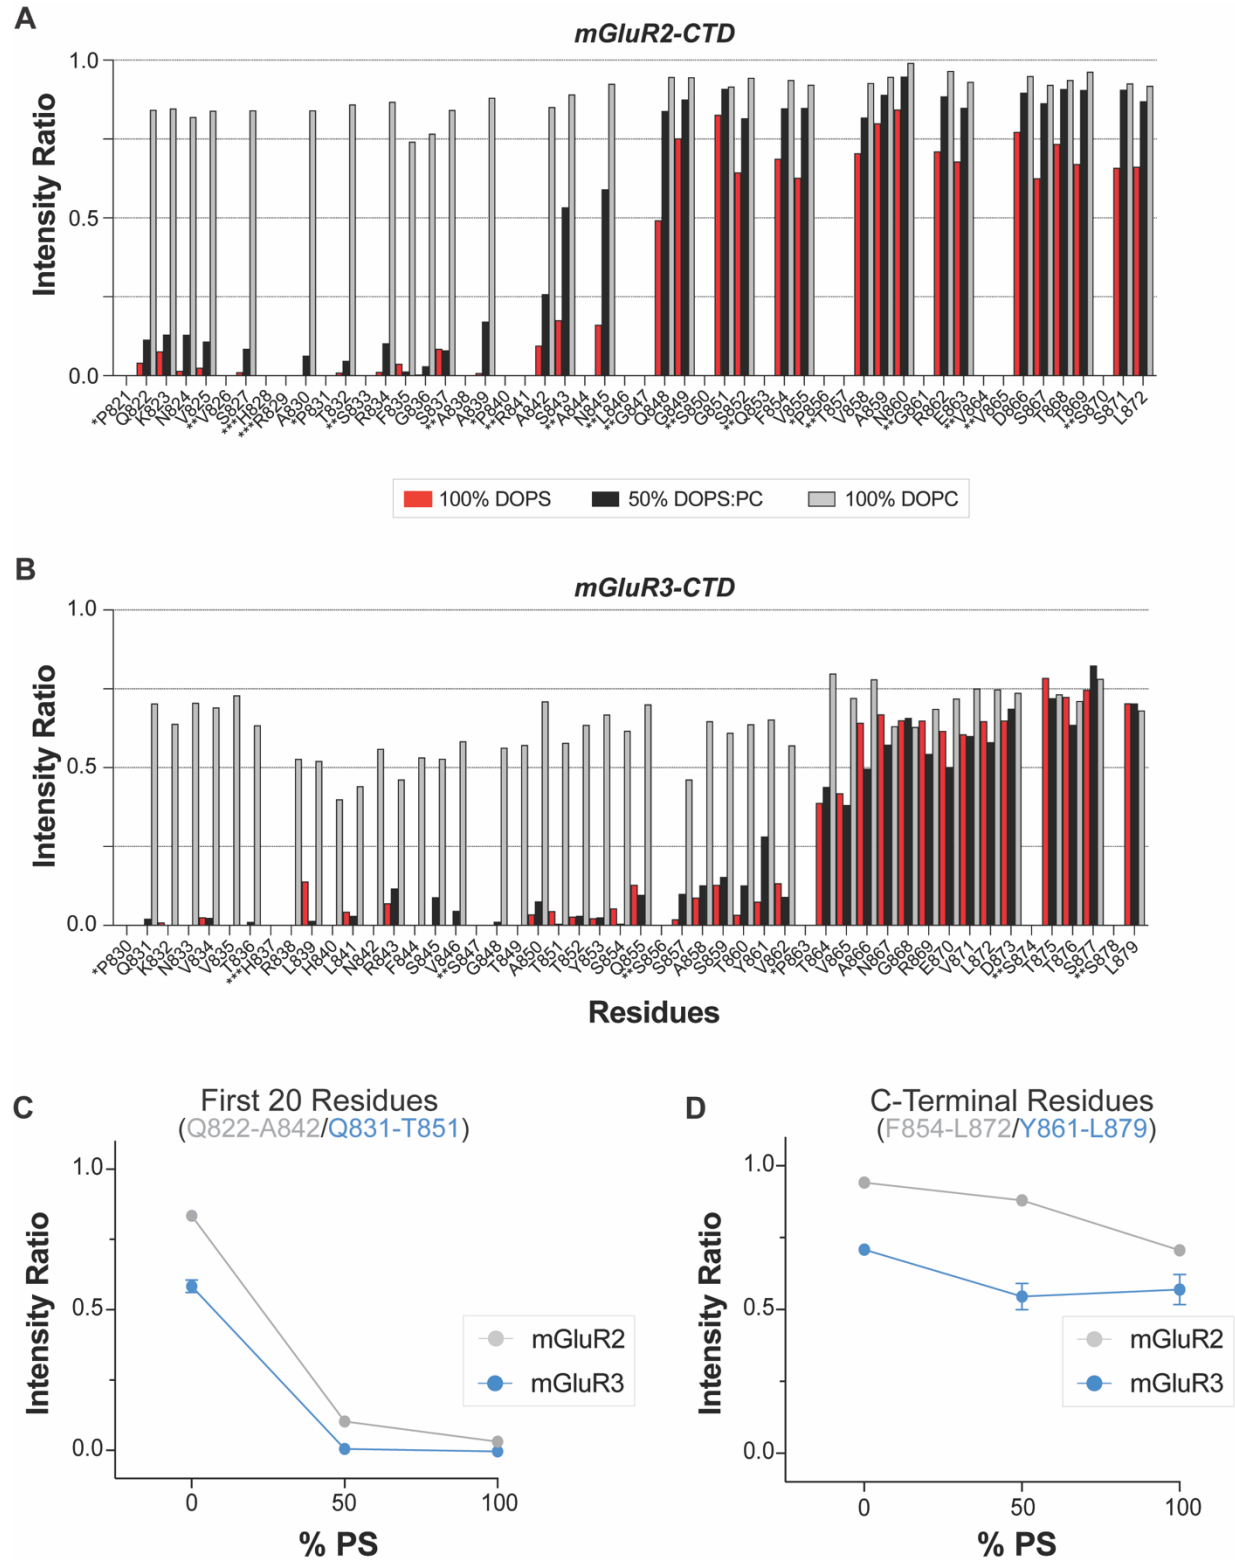 A
mGluR2-CTD
Intensity Ratio
1.0
0.5
0.0
*P821
Q822
K823
N824
V825
**V826
S827
***H828
***R829
A830
*P831
T832
**S833
R834
F835
G836
S837
**A838
A839
*P840
**R841
A842
S843
**A844
N845
**L846
**G847
Q848
G849
**S850
G851
S852
**Q853
F854
V855
*P856
**T857
V858
A859
N860
**G861
R862
L863
**V864
**V865
D866
S867
T868
T869
**S870
S871
L872
100% DOPS
50% DOPS:PC
100% DOPC
B
mGluR3-CTD
Intensity Ratio
1.0
0.5
0.0
*P830
Q831
K832
N833
V834
V835
T836
***H837
R838
L839
H840
L841
N842
R843
F844
S845
V846
**S847
G848
T849
A850
T851
T852
Y853
S854
Q855
**S856
S857
A858
S859
T860
Y861
V862
*P863
T864
V865
A866
N867
G868
R869
E870
V871
L872
D873
**S874
T875
T876
S877
**S878
L879
Residues
C
First 20 Residues
(Q822-A842/Q831-T851)
Intensity Ratio
1.0
0.5
0.0
mGluR2
mGluR3
0
50
100
% PS
D
C-Terminal Residues
(F854-L872/Y861-L879)
Intensity Ratio
1.0
0.5
0.0
mGluR2
mGluR3
0
50
100
% PS